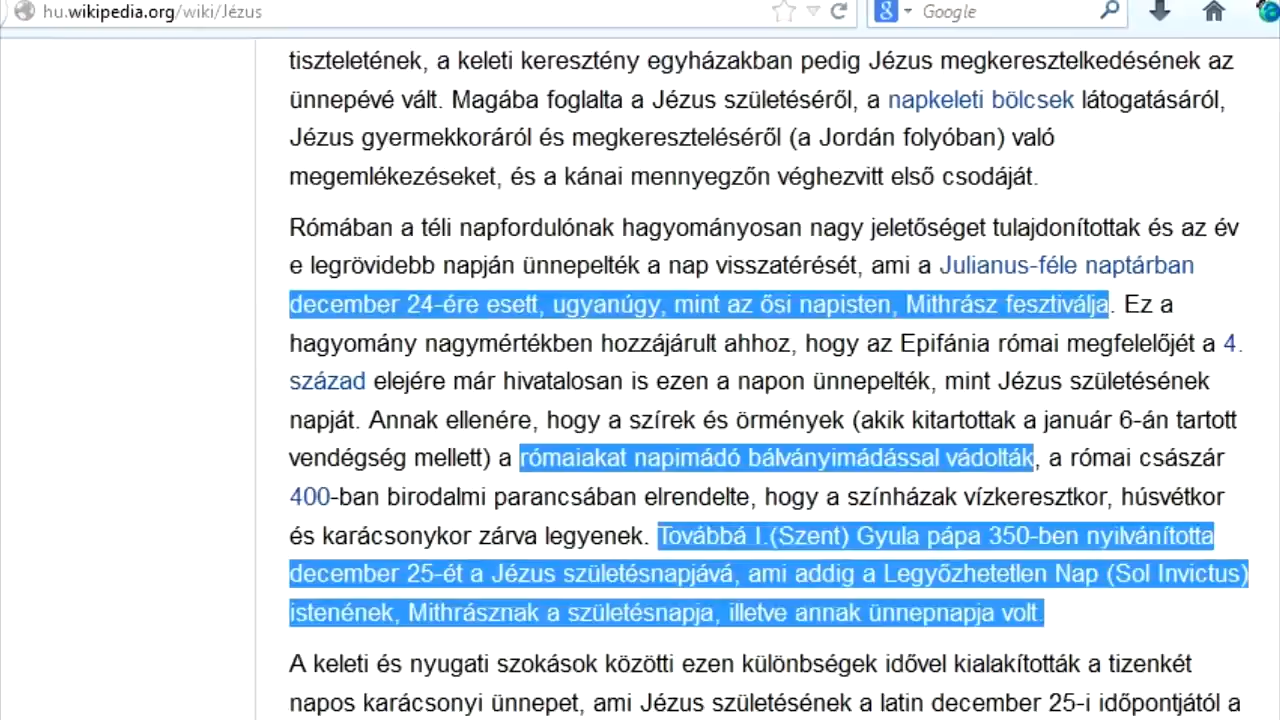 hu.wikipedia.org/wiki/Jézus
Google
tiszteletének, a keleti keresztény egyházakban pedig Jézus megkeresztelkedésének az
ünnepévé vált. Magába foglalta a Jézus születéséről, a napkeleti bölcsek látogatásáról,
Jézus gyermekkoráról és megkereszteléséről (a Jordán folyóban) való
megemlékezéseket, és a kánai mennyegzőn véghezvitt első csodáját.
Rómában a téli napfordulónak hagyományosan nagy jeletőséget tulajdonítottak és az év
e legrövidebb napján ünnepelték a nap visszatérését, ami a Julianus-féle naptárban
december 24-ére esett, ugyanúgy, mint az ősi napisten, Mithrász fesztiválja. Ez a
hagyomány nagymértékben hozzájárult ahhoz, hogy az Epifánia római megfelelőjét a 4.
század elejére már hivatalosan is ezen a napon ünnepelték, mint Jézus születésének
napját. Annak ellenére, hogy a szírek és örmények (akik kitartottak a január 6-án tartott
vendégség mellett) a rómaiakat napimádó bálványimádással vádolták, a római császár
400-ban birodalmi parancsában elrendelte, hogy a színházak vízkeresztkor, húsvétkor
és karácsonykor zárva legyenek. Továbbá I.(Szent) Gyula pápa 350-ben nyilvánította
december 25-ét a Jézus születésnapjává, ami addig a Legyőzhetetlen Nap (Sol Invictus)
istenének, Mithrásznak a születésnapja, illetve annak ünnepnapja volt.
A keleti és nyugati szokások közötti ezen különbségek idővel kialakították a tizenkét
napos karácsonyi ünnepet, ami Jézus születésének a latin december 25-i időpontjától a